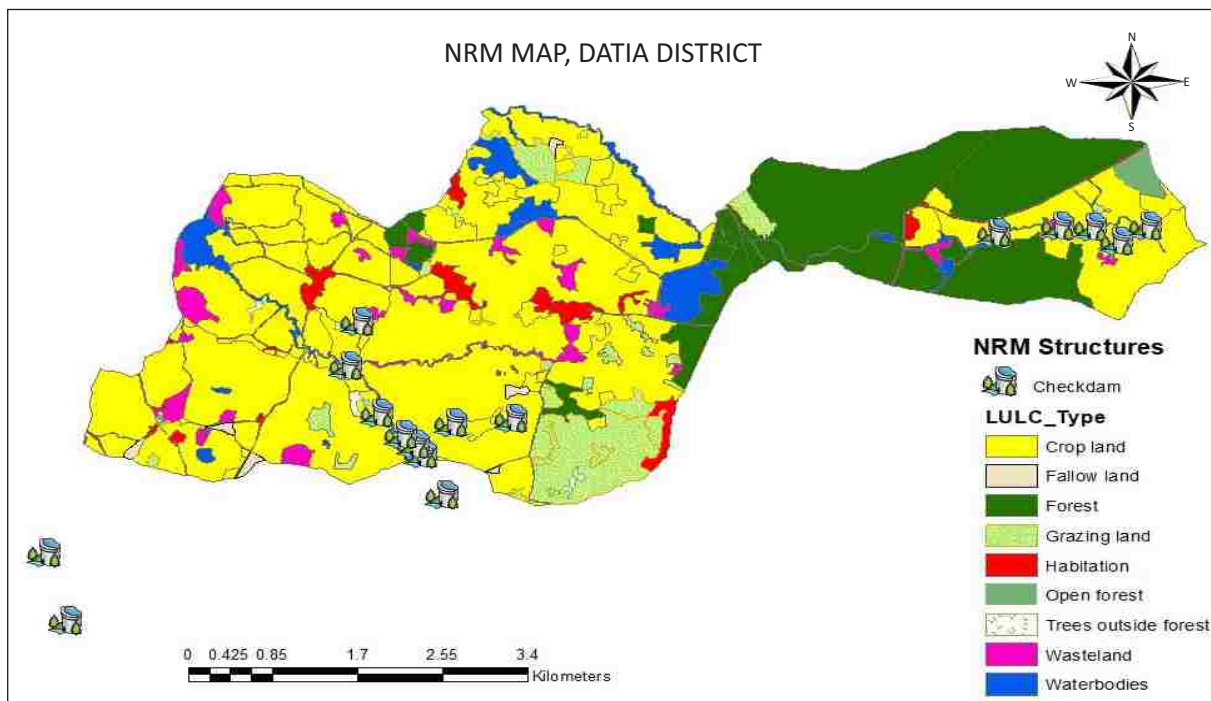 NRM MAP, DATIA DISTRICT
N
W E
S
NRM Structures
Checkdam
LULC_Type
Crop land
Fallow land
Forest
Grazing land
Habitation
Open forest
Trees outside forest
Wasteland
Waterbodies
0 0.425 0.85 1.7 2.55 3.4
Kilometers